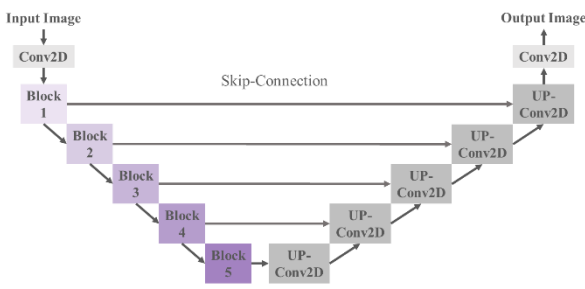 Input Image
Output Image
Conv2D
Conv2D
Skip-Connection
Block
1
UP-
Conv2D
Block
2
UP-
Conv2D
Block
3
UP-
Conv2D
Block
4
UP-
Conv2D
Block
5
UP-
Conv2D